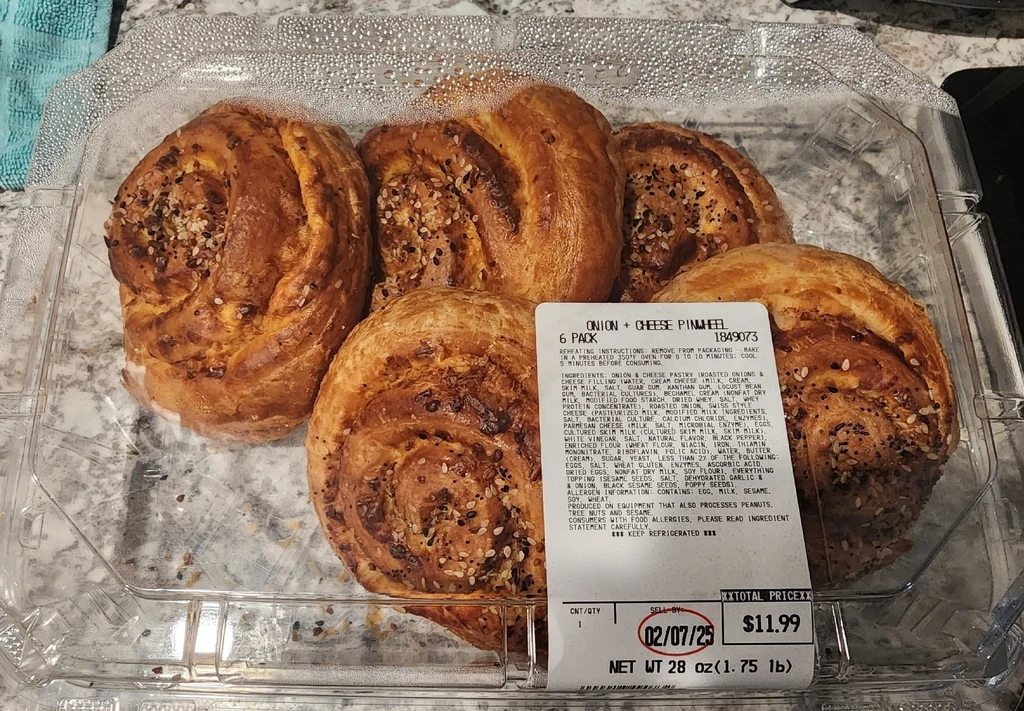 ONION + CHEESE PINWHEEL
6 PACK 1849073
REHEATING INSTRUCTIONS: REMOVE FROM PACKAGING - BAKE
IN A PREHEATED 350°F OVEN FOR 8 TO 10 MINUTES; COOL
5 MINUTES BEFORE CONSUMING.
INGREDIENTS: ONION & CHEESE PASTRY (ROASTED ONIONS &
CHEESE FILLING (WATER, CREAM CHEESE (MILK, CREAM,
SKIM MILK, SALT, GUAR GUM, XANTHAN GUM, LOCUST BEAN
GUM, BACTERIAL CULTURES), BECHAMEL CREAM (NONFAT DRY
MILK, MODIFIED FOOD STARCH, DRIED WHEY, SALT, WHEY
PROTEIN CONCENTRATE), ROASTED ONION, SWISS STYLE
CHEESE (PASTEURIZED MILK, MODIFIED MILK INGREDIENTS,
SALT, BACTERIAL CULTURE, CALCIUM CHLORIDE, ENZYMES),
PARMESAN CHEESE (MILK, SALT, MICROBIAL ENZYME), EGGS,
CULTURED SKIM MILK (CULTURED SKIM MILK, SKIM MILK),
WHITE VINEGAR, SALT, NATURAL FLAVOR, BLACK PEPPER),
ENRICHED FLOUR (WHEAT FLOUR, NIACIN, IRON, THIAMIN
MONONITRATE, RIBOFLAVIN, FOLIC ACID), WATER, BUTTER
(CREAM), SUGAR, YEAST, LESS THAN 2% OF THE FOLLOWING:
EGGS, SALT, WHEAT GLUTEN, ENZYMES, ASCORBIC ACID,
DRIED EGGS, NONFAT DRY MILK, SOY FLOUR), EVERYTHING
TOPPING (SESAME SEEDS, SALT, DEHYDRATED GARLIC &
& ONION, BLACK SESAME SEEDS, POPPY SEEDS).
ALLERGEN INFORMATION: CONTAINS: EGG, MILK, SESAME,
SOY, WHEAT.
PRODUCED ON EQUIPMENT THAT ALSO PROCESSES PEANUTS,
TREE NUTS AND SESAME.
CONSUMERS WITH FOOD ALLERGIES, PLEASE READ INGREDIENT
STATEMENT CAREFULLY.
*** KEEP REFRIGERATED ***
XXTOTAL PRICEXX
CNT/QTY SELL BY:
1 02/07/25 $11.99
NET WT 28 oz(1.75 lb)